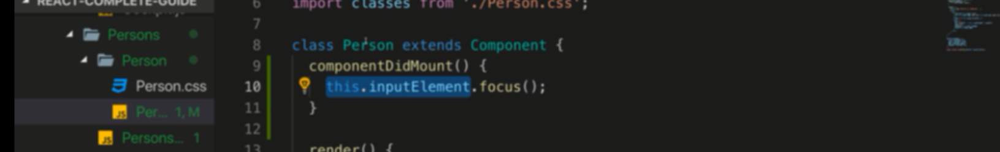 REACT-COMPLETE-GUIDE
Persons
Person
Person.css
Per... 1, M
Persons... 1
6 import classes from './Person.css';
7
8 class Person extends Component {
9 componentDidMount() {
10 this.inputElement.focus();
11 }
12
13 render() {